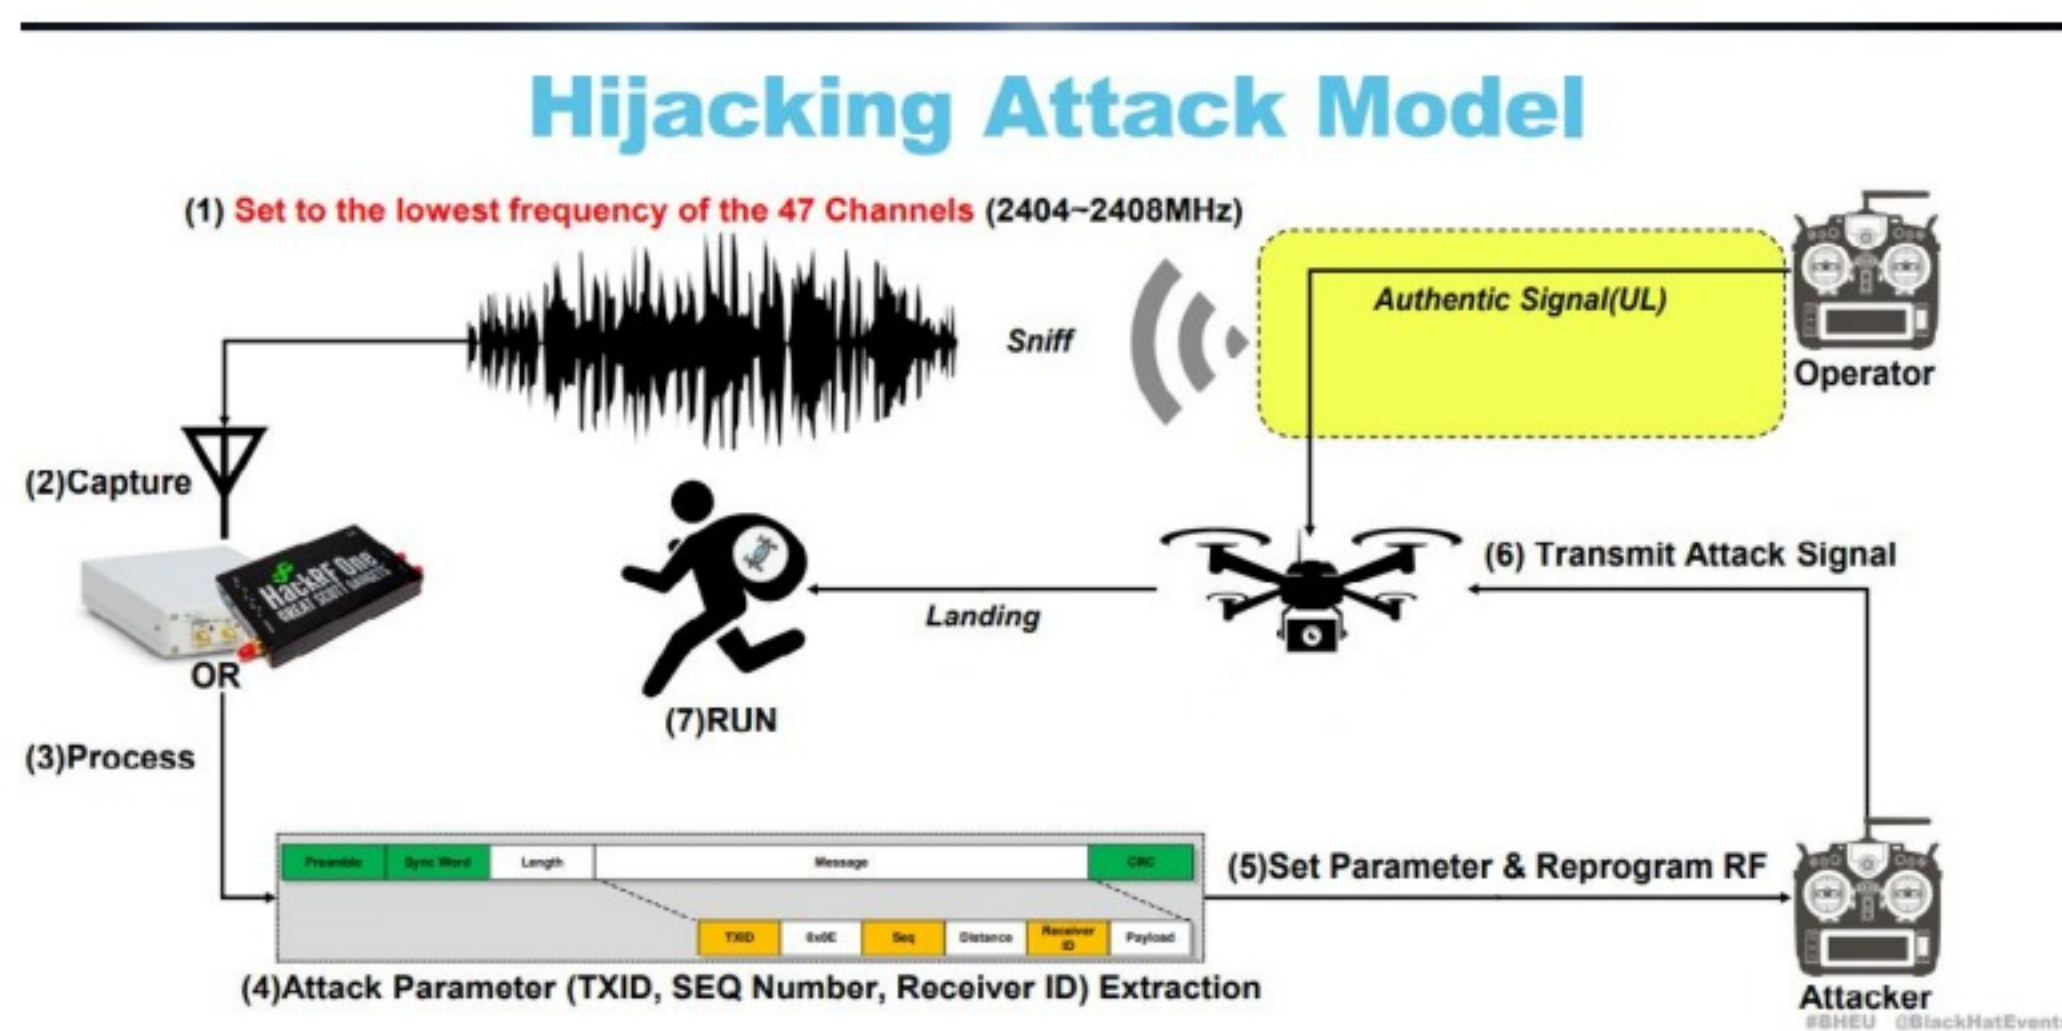 Hijacking Attack Model
(1) Set to the lowest frequency of the 47 Channels (2404~2408MHz)
Authentic Signal(UL)
Sniff
Operator
(2)Capture
HackRF One
GREAT SCOTT GADGETS
OR
(6) Transmit Attack Signal
Landing
(7)RUN
(3)Process
Preamble Sync Word Length Message CRC
TXID 0x0E Seq Distance Receiver ID Payload
(5)Set Parameter & Reprogram RF
(4)Attack Parameter (TXID, SEQ Number, Receiver ID) Extraction
Attacker
#BHEU @BlackHatEvents